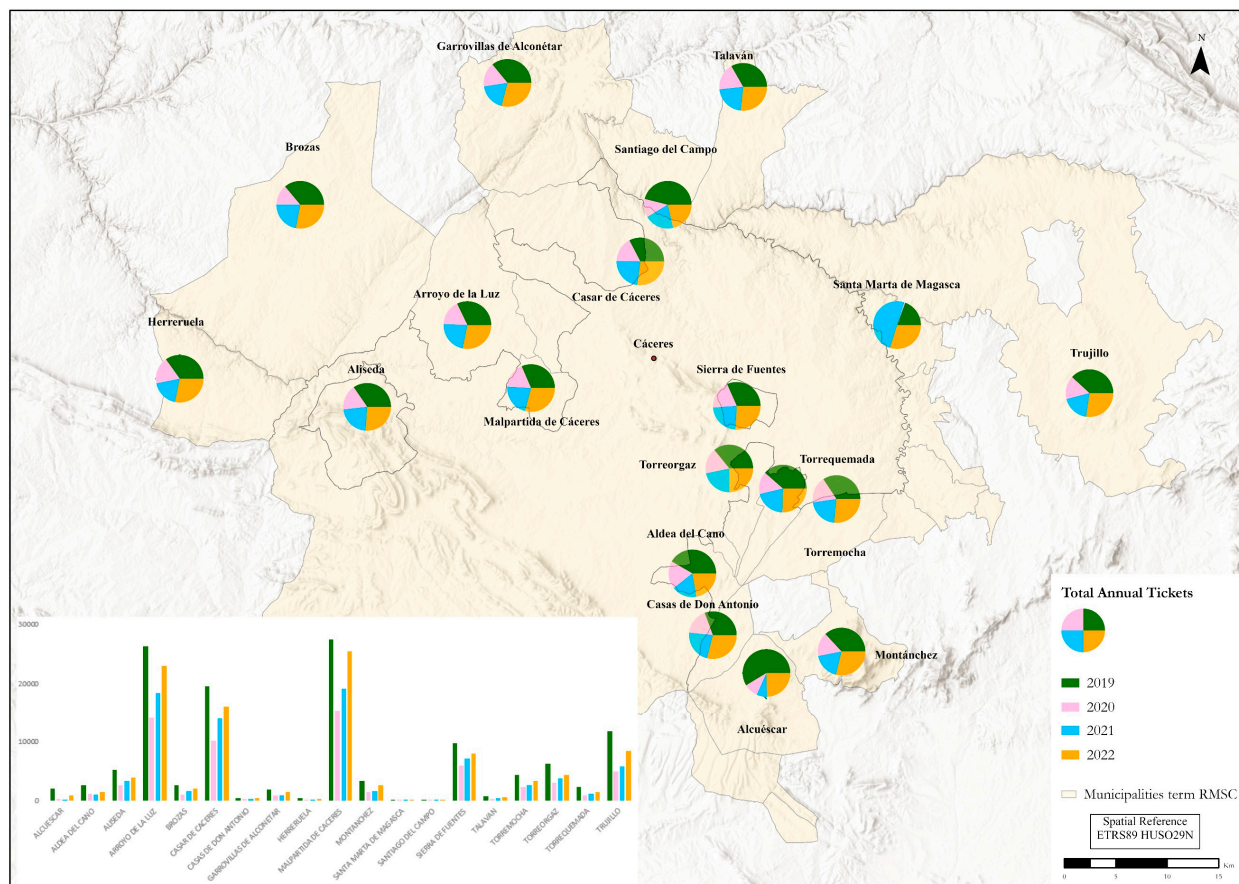 Garrovillas de Alconétar
Talaván
N
Brozas
Santiago del Campo
Arroyo de la Luz
Casar de Cáceres
Santa Marta de Magasca
Herreruela
Cáceres
Aliseda
Sierra de Fuentes
Trujillo
Malpartida de Cáceres
Torreorgaz
Torrequemada
Aldea del Cano
Torremocha
Casas de Don Antonio
Montánchez
Alcuéscar
Total Annual Tickets
2019
2020
2021
2022
Municipalities term RMSC
Spatial Reference
ETRS89 HUSO29N
Km
0 5 10 15
30000
20000
10000
0
ALCUESCAR
ALDEA DEL CANO
ALISEDA
ARROYO DE LA LUZ
BROZAS
CASAR DE CACERES
CASAS DE DON ANTONIO
GARROVILLAS DE ALCONETAR
HERRERUELA
MALPARTIDA DE CACERES
MONTANCHEZ
SANTA MARTA DE MAGASCA
SANTIAGO DEL CAMPO
SIERRA DE FUENTES
TALAVAN
TORREMOCHA
TORREORGAZ
TORREQUEMADA
TRUJILLO